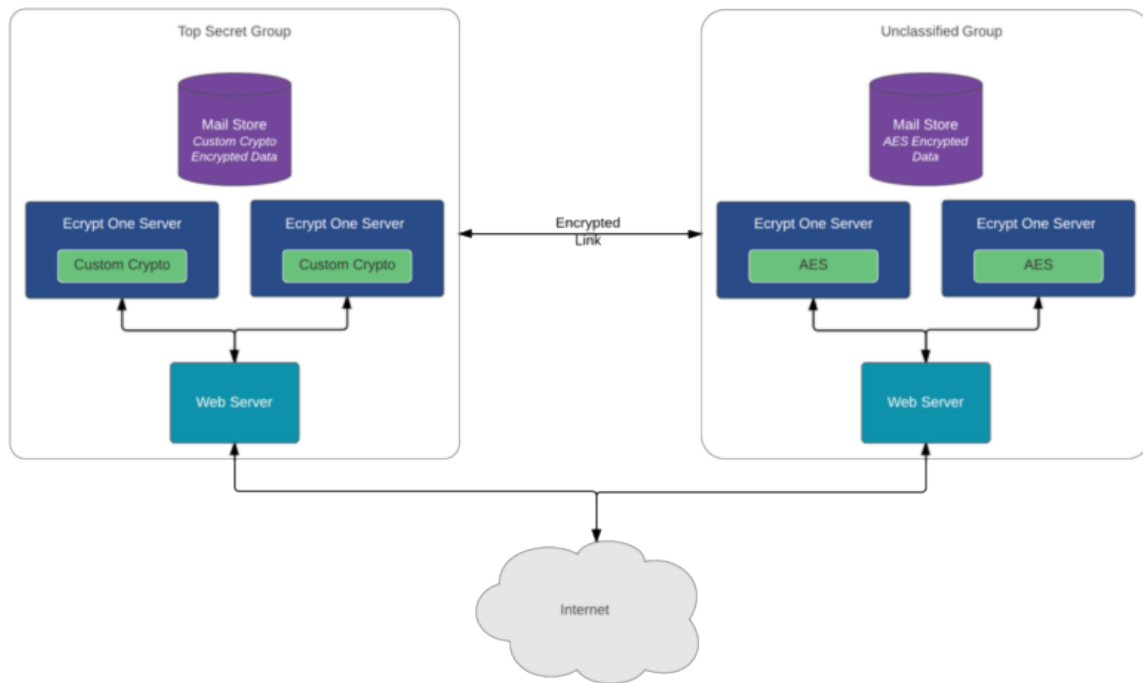 Top Secret Group
Mail Store
Custom Crypto
Encrypted Data
Ecrypt One Server
Custom Crypto
Ecrypt One Server
Custom Crypto
Web Server
Encrypted
Link
Unclassified Group
Mail Store
AES Encrypted
Data
Ecrypt One Server
AES
Ecrypt One Server
AES
Web Server
Internet